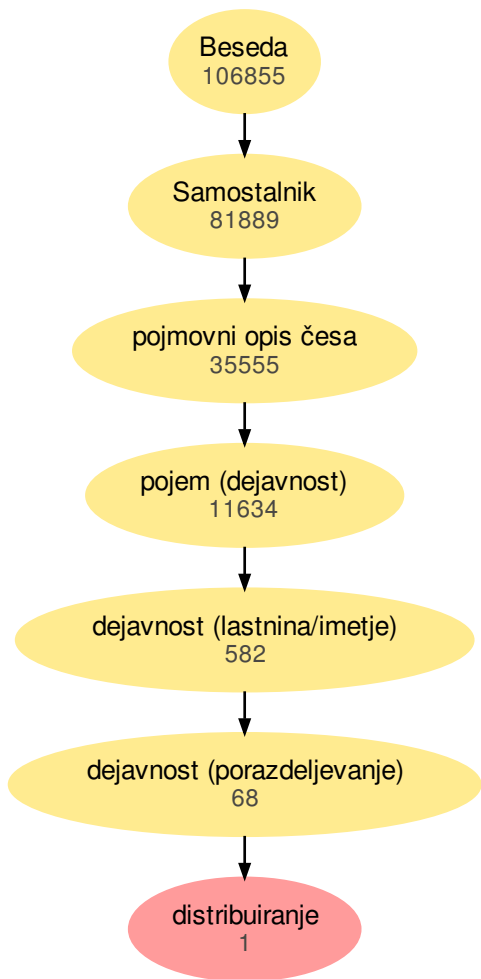 Beseda
106855
Samostalnik
81889
pojmovni opis česa
35555
pojem (dejavnost)
11634
dejavnost (lastnina/imetje)
582
dejavnost (porazdeljevanje)
68
distribuiranje
1